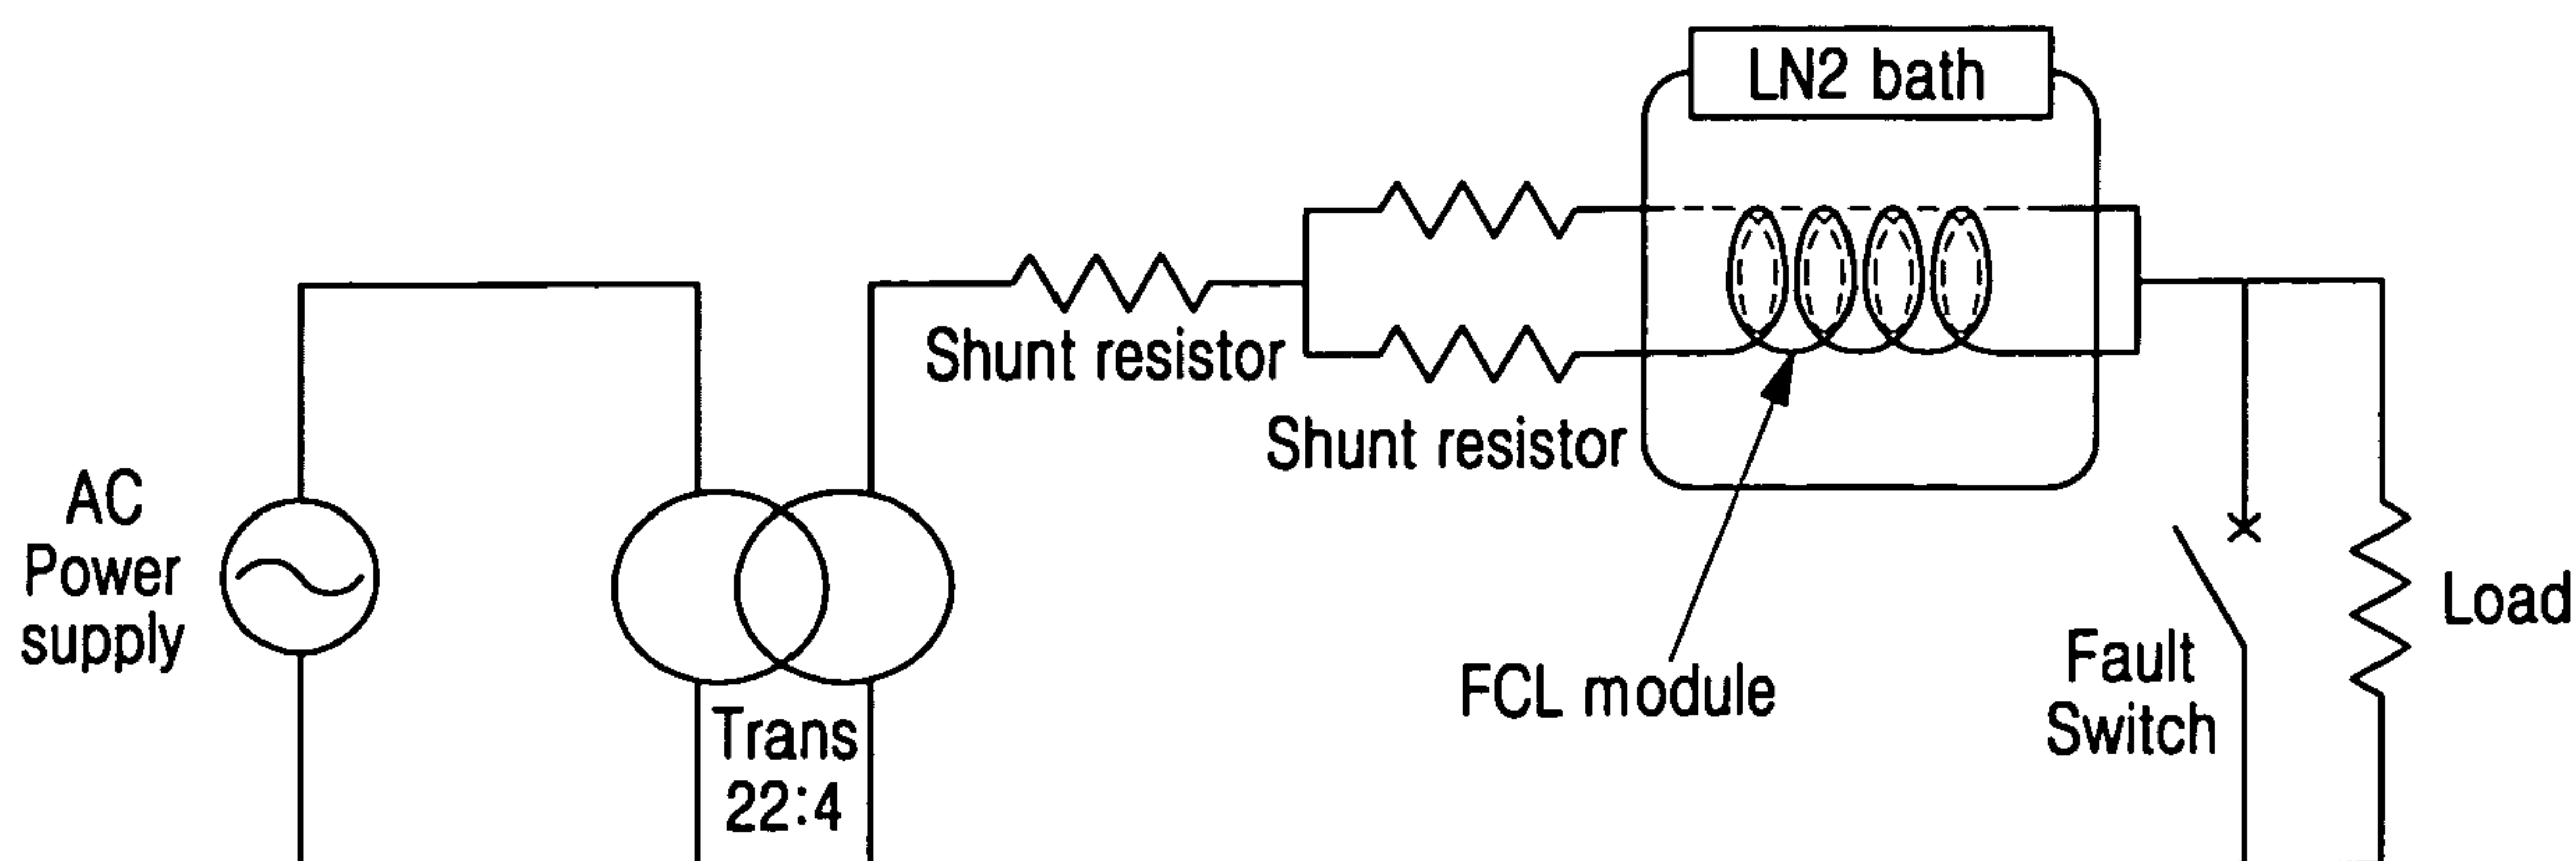 LN2 bath
Shunt resistor
Shunt resistor
AC
Power
supply
Trans
22:4
FCL module
Fault
Switch
Load